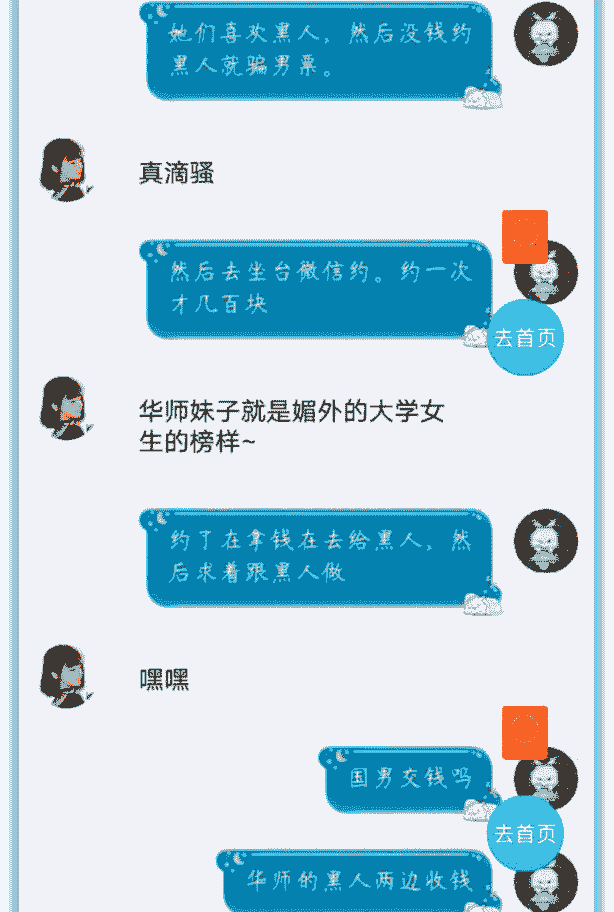 她们喜欢黑人，然后没钱约
黑人就骗男票。
真滴骚
然后去坐台微信约。约一次
才几百块
去首页
华师妹子就是媚外的大学女
生的榜样~
约了在拿钱在去给黑人，然
后求着跟黑人做
嘿嘿
国男交钱吗
去首页
华师的黑人两边收钱